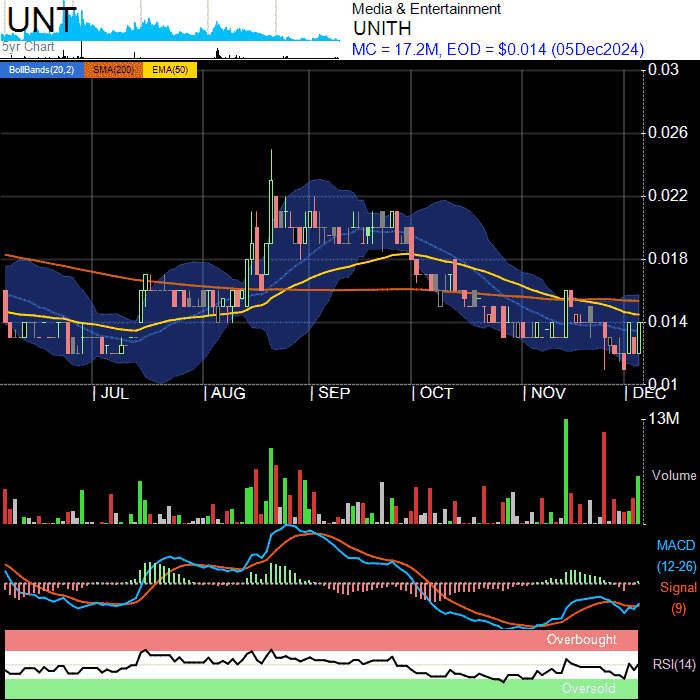 UNT
5yr Chart
Media & Entertainment
UNITH
MC = 17.2M, EOD = $0.014 (05Dec2024)
BollBands(20,2) SMA(200) EMA(50)
0.03
0.026
0.022
0.018
0.014
0.01
JUL AUG SEP OCT NOV DEC
13M
Volume
MACD
(12-26)
Signal
(9)
Overbought
RSI(14)
Oversold